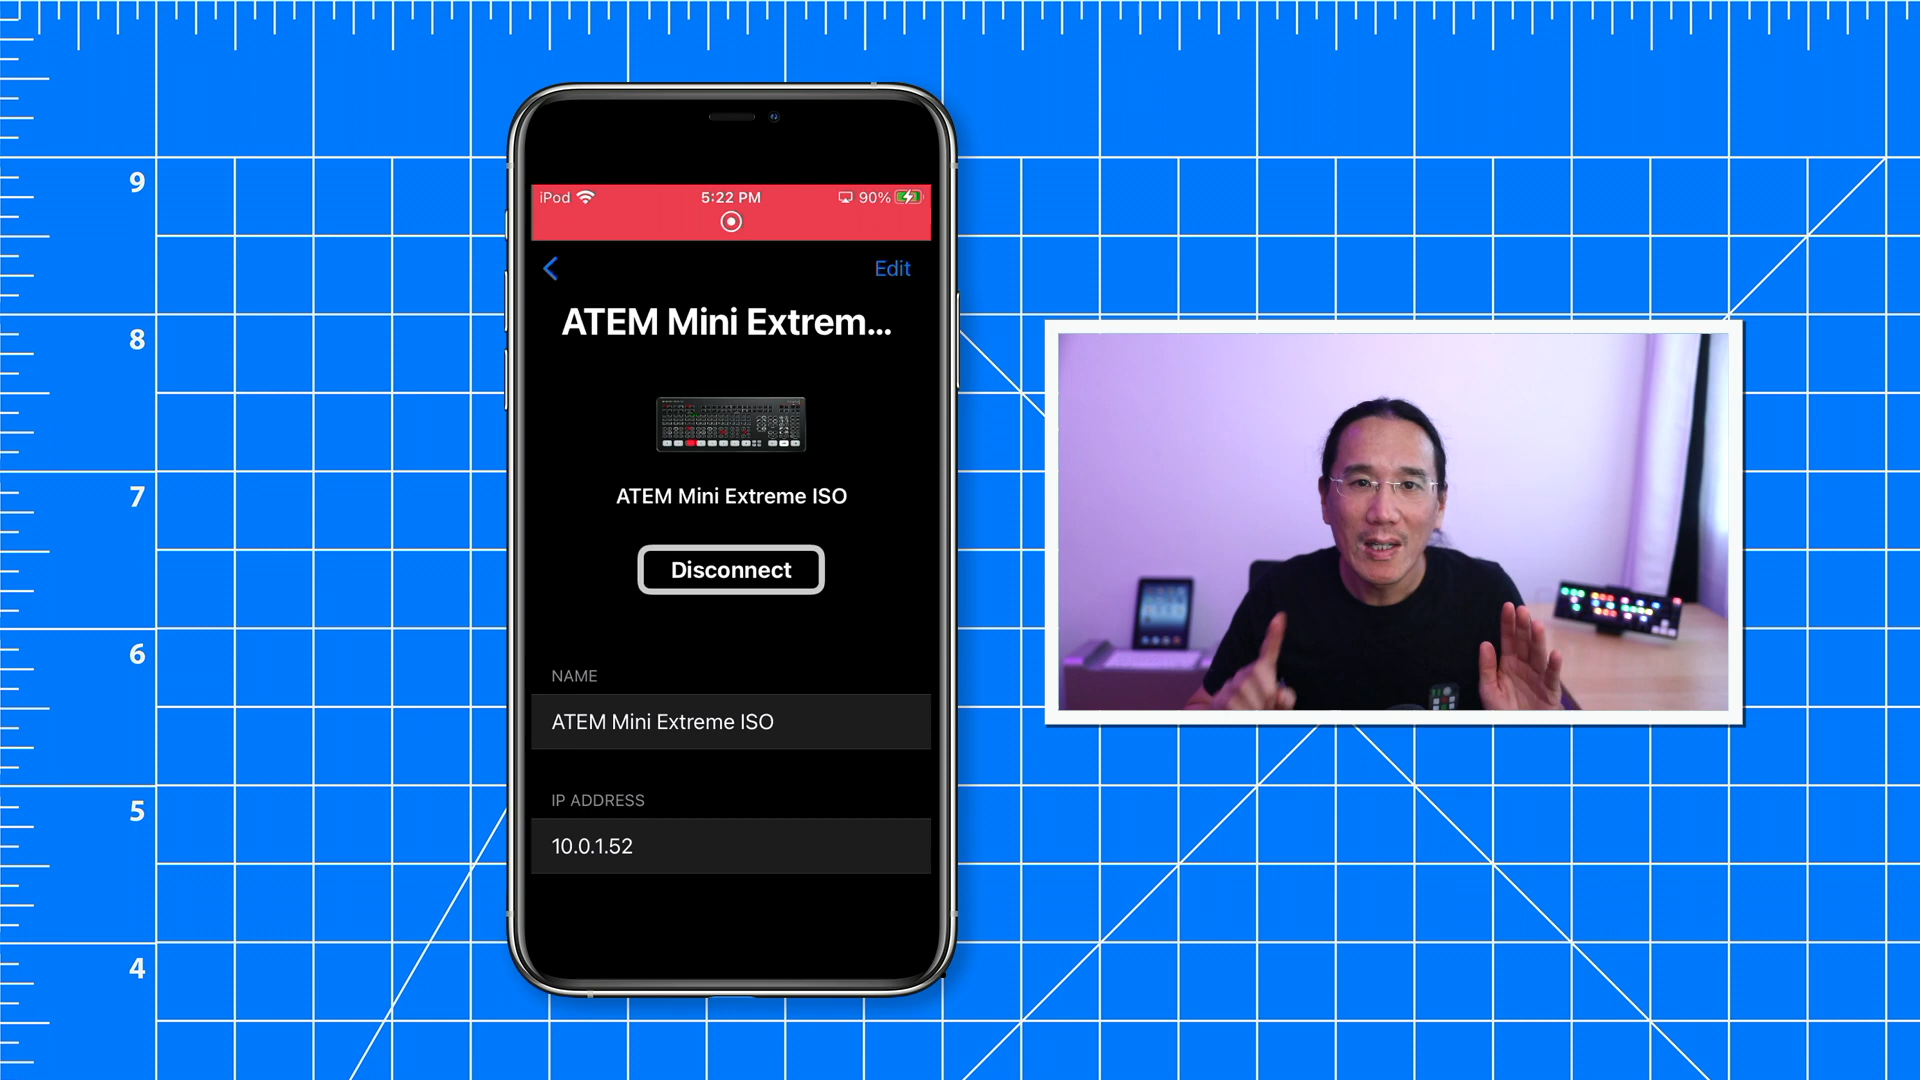 9
8
7
6
5
4
iPod 5:22 PM 90%
Edit
ATEM Mini Extrem...
ATEM Mini Extreme ISO
Disconnect
NAME
ATEM Mini Extreme ISO
IP ADDRESS
10.0.1.52